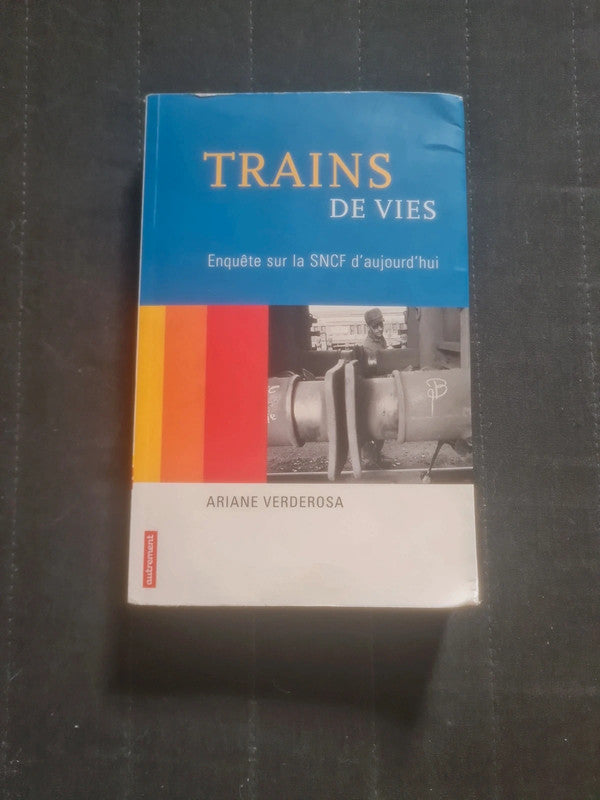 TRAINS
DE VIES
Enquête sur la SNCF d'aujourd'hui
ARIANE VERDEROSA
autrement